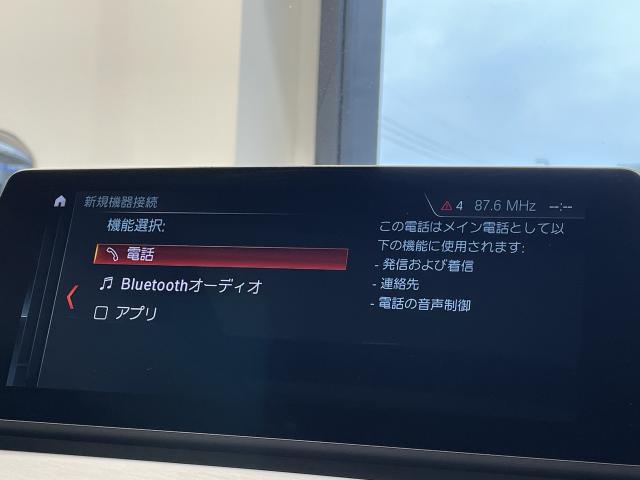 新規機器接続
4 87.6 MHz --:--
機能選択:
電話
Bluetoothオーディオ
アプリ
この電話はメイン電話として以
下の機能に使用されます:
- 発信および着信
- 連絡先
- 電話の音声制御